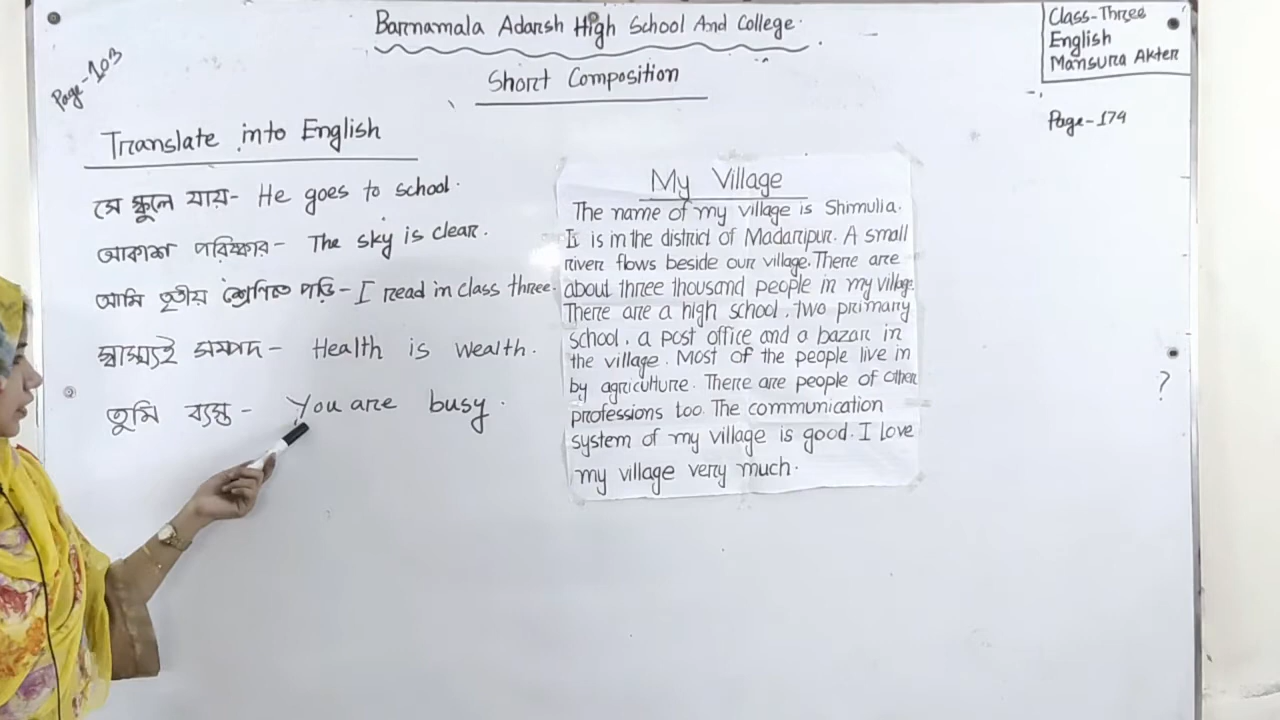 Barnamala Adarsh High School And College.
Short Composition
Class-Three
English
Mansura Akter
Page-103
Page-174
Translate into English
সে স্কুলে যায়- He goes to school.
আকাশ পরিষ্কার- The sky is clear.
আমি তৃতীয় শ্রেণিতে পড়ি- I read in class three.
স্বাস্থ্যই সম্পদ- Health is wealth.
তুমি ব্যস্ত- You are busy.
My Village
The name of my village is Shimulia.
It is in the district of Madaripur. A small
river flows beside our village. There are
about three thousand people in my village.
There are a high school, two primary
school, a post office and a bazar in
the village. Most of the people live in
by agriculture. There are people of other
professions too. The communication
system of my village is good. I love
my village very much.
?